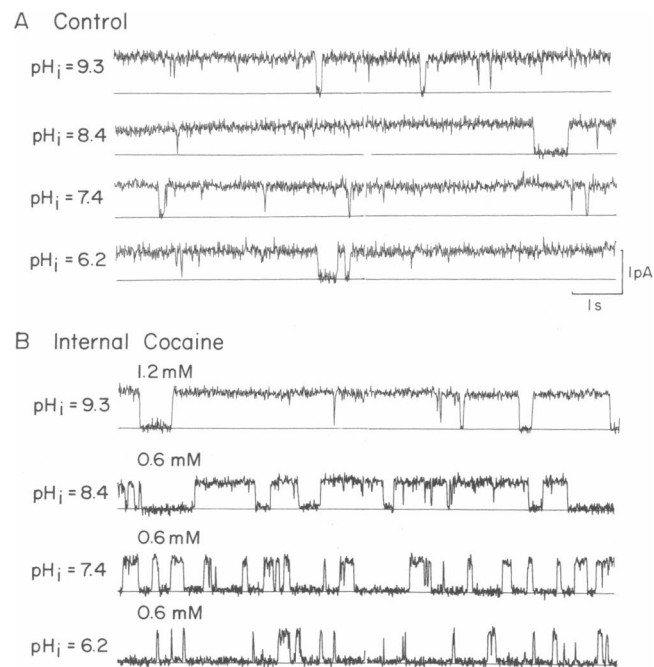 A Control
pHi = 9.3
pHi = 8.4
pHi = 7.4
pHi = 6.2
1pA
1s
B Internal Cocaine
1.2 mM
pHi = 9.3
0.6 mM
pHi = 8.4
0.6 mM
pHi = 7.4
0.6 mM
pHi = 6.2